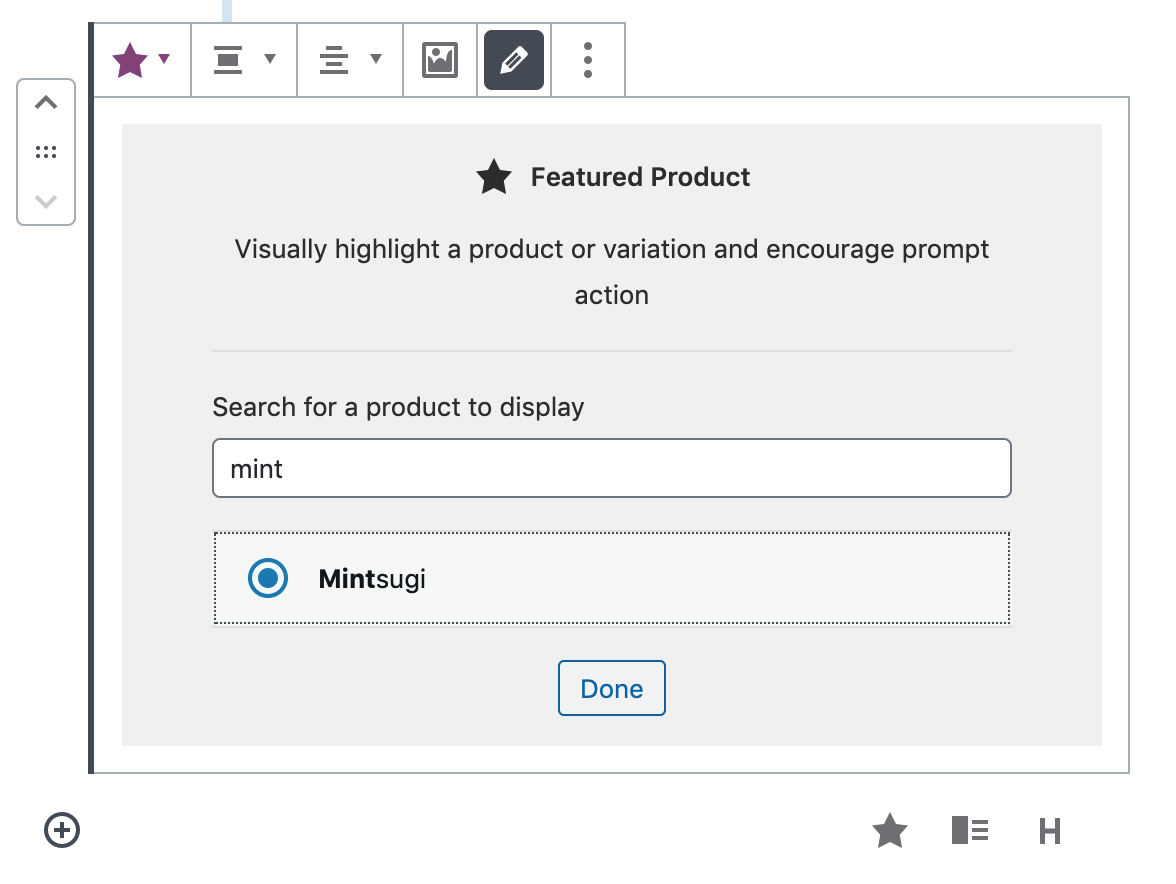 Featured Product
Visually highlight a product or variation and encourage prompt
action
Search for a product to display
mint
Mintsugi
Done